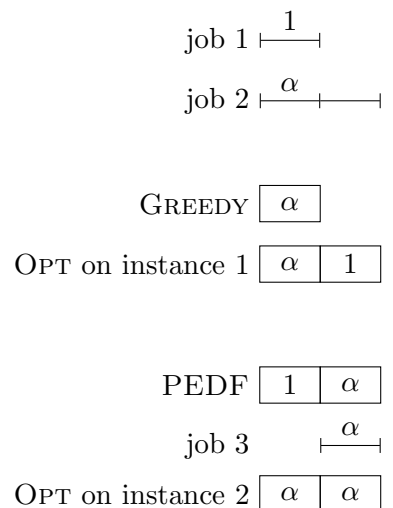 1
job 1
α
job 2
GREEDY α
OPT on instance 1 α 1
PEDF 1 α
α
job 3
OPT on instance 2 α α